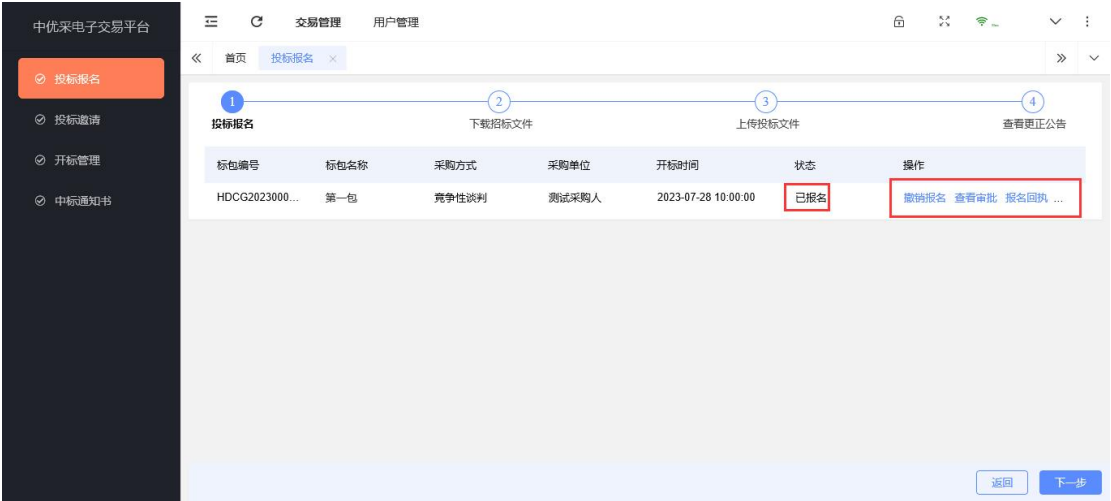 中优采电子交易平台
交易管理 用户管理
首页 投标报名
投标报名
投标邀请
开标管理
中标通知书
1 2 3 4
投标报名 下载招标文件 上传投标文件 查看更正公告
标包编号 标包名称 采购方式 采购单位 开标时间 状态 操作
HDCG2023000... 第一包 竞争性谈判 测试采购人 2023-07-28 10:00:00 已报名 撤销报名 查看审批 报名回执 ...
返回 下一步